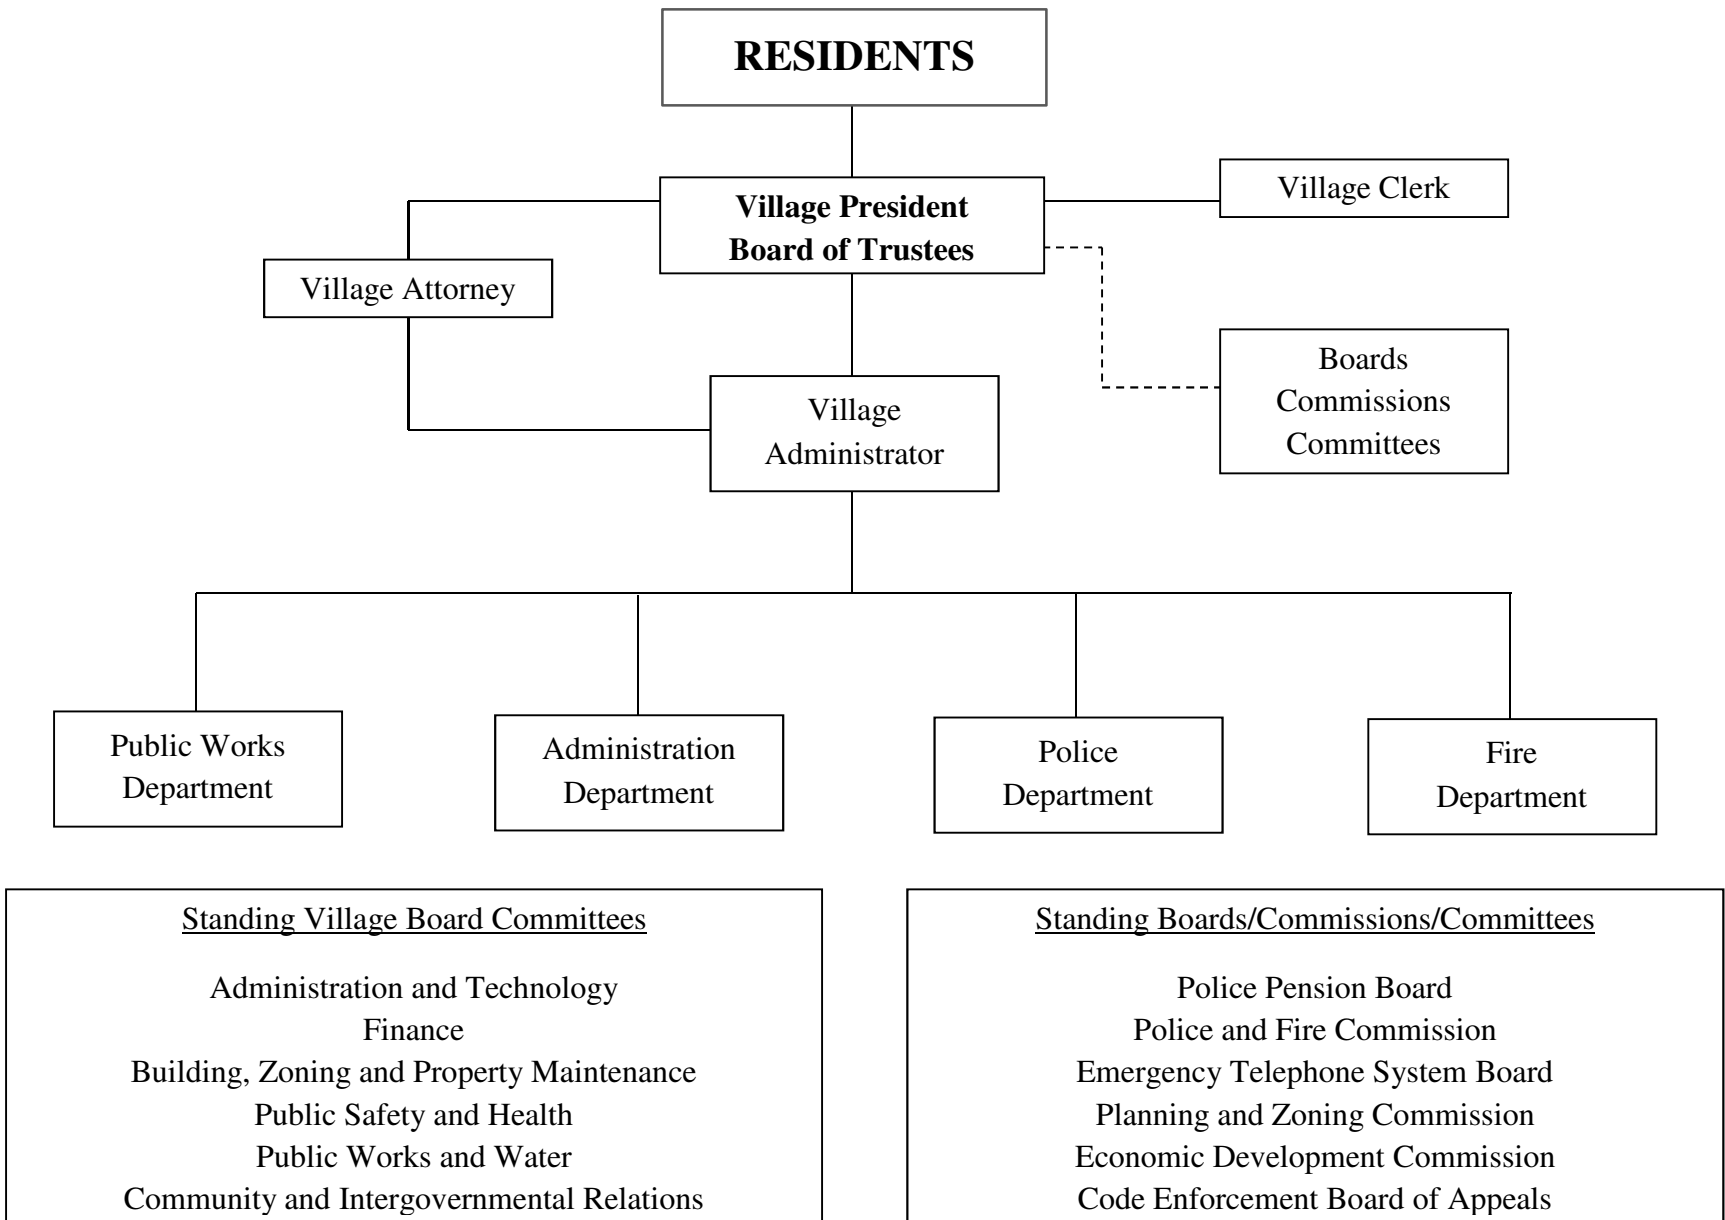 RESIDENTS
Village President
Board of Trustees
Village Clerk
Village Attorney
Boards
Commissions
Committees
Village
Administrator
Public Works
Department
Administration
Department
Police
Department
Fire
Department
Standing Village Board Committees
Administration and Technology
Finance
Building, Zoning and Property Maintenance
Public Safety and Health
Public Works and Water
Community and Intergovernmental Relations
Standing Boards/Commissions/Committees
Police Pension Board
Police and Fire Commission
Emergency Telephone System Board
Planning and Zoning Commission
Economic Development Commission
Code Enforcement Board of Appeals